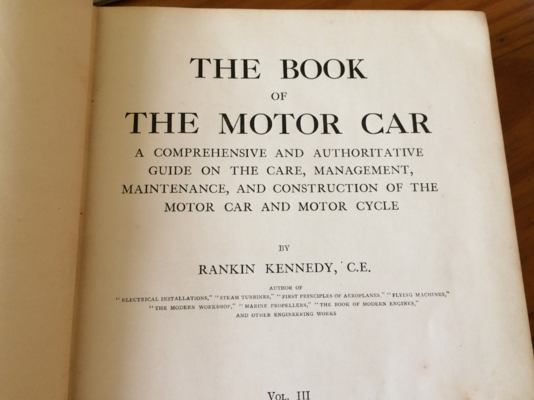 THE BOOK
OF
THE MOTOR CAR
A COMPREHENSIVE AND AUTHORITATIVE
GUIDE ON THE CARE, MANAGEMENT,
MAINTENANCE, AND CONSTRUCTION OF THE
MOTOR CAR AND MOTOR CYCLE
BY
RANKIN KENNEDY, C.E.
AUTHOR OF
"ELECTRICAL INSTALLATIONS," "STEAM TURBINES," "FIRST PRINCIPLES OF AEROPLANES," "FLYING MACHINES,"
"THE MODERN WORKSHOP," "MARINE PROPELLERS," "THE BOOK OF MODERN ENGINES,"
AND OTHER ENGINEERING WORKS
VOL. III